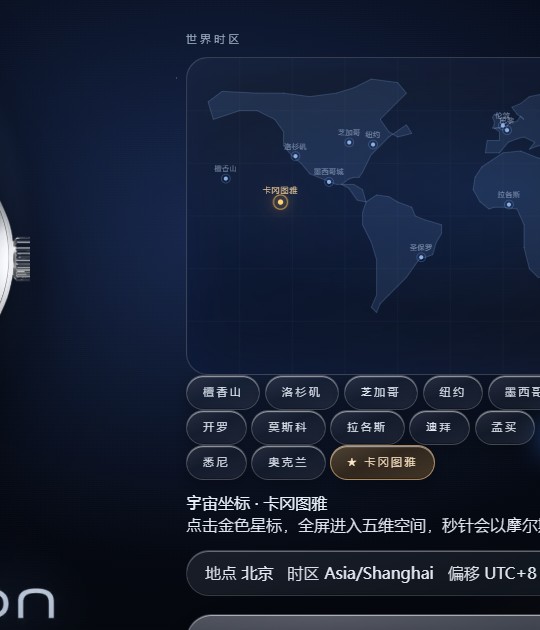 世界时区
芝加哥
纽约
洛杉矶
檀香山
墨西哥城
卡冈图雅
拉各斯
圣保罗
檀香山 洛杉矶 芝加哥 纽约 墨西哥
开罗 莫斯科 拉各斯 迪拜 孟买
悉尼 奥克兰 ★ 卡冈图雅
宇宙坐标 · 卡冈图雅
点击金色星标，全屏进入五维空间，秒针会以摩尔斯
地点 北京 时区 Asia/Shanghai 偏移 UTC+8
on